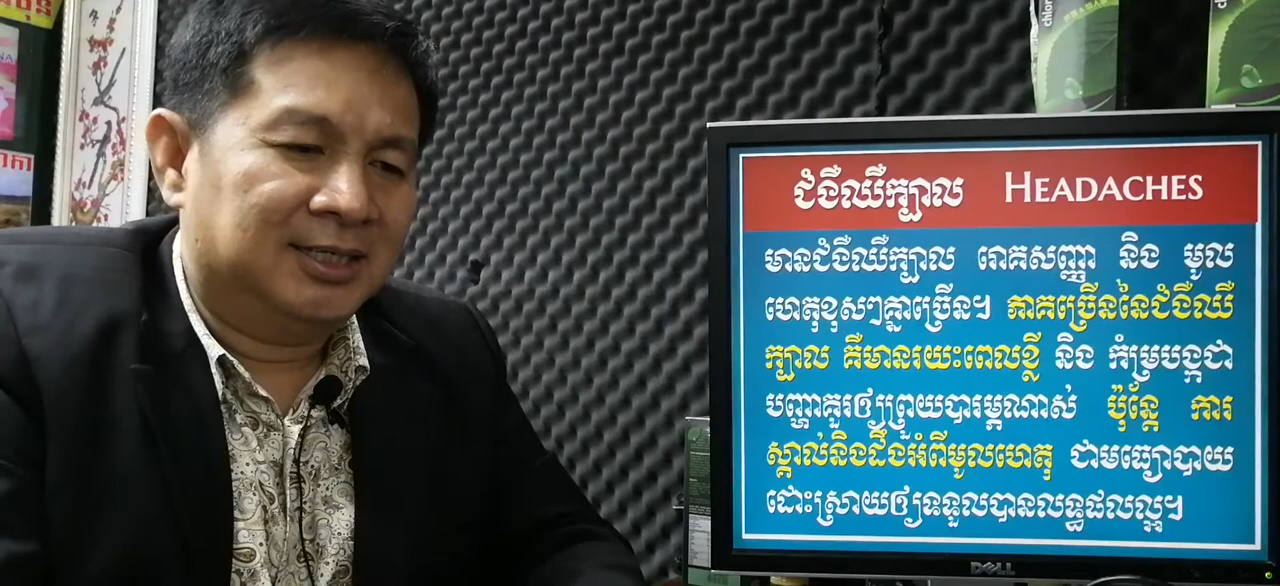 ជំងឺឈឺក្បាល HEADACHES
មានជំងឺឈឺក្បាល រោគសញ្ញា និង មូល
ហេតុខុសៗគ្នាច្រើន។ ភាគច្រើននៃជំងឺឈឺ
ក្បាល គឺមានរយៈពេលខ្លី និង កំម្របង្កជា
បញ្ហាគួរឲ្យព្រួយបារម្ភណាស់ ប៉ុន្តែ ការ
ស្គាល់និងដឹងអំពីមូលហេតុ ជាមធ្យោបាយ
ដោះស្រាយឲ្យទទួលបានលទ្ធផលល្អ។
DELL